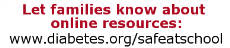 Let families know about
online resources:
www.diabetes.org/safeatschool